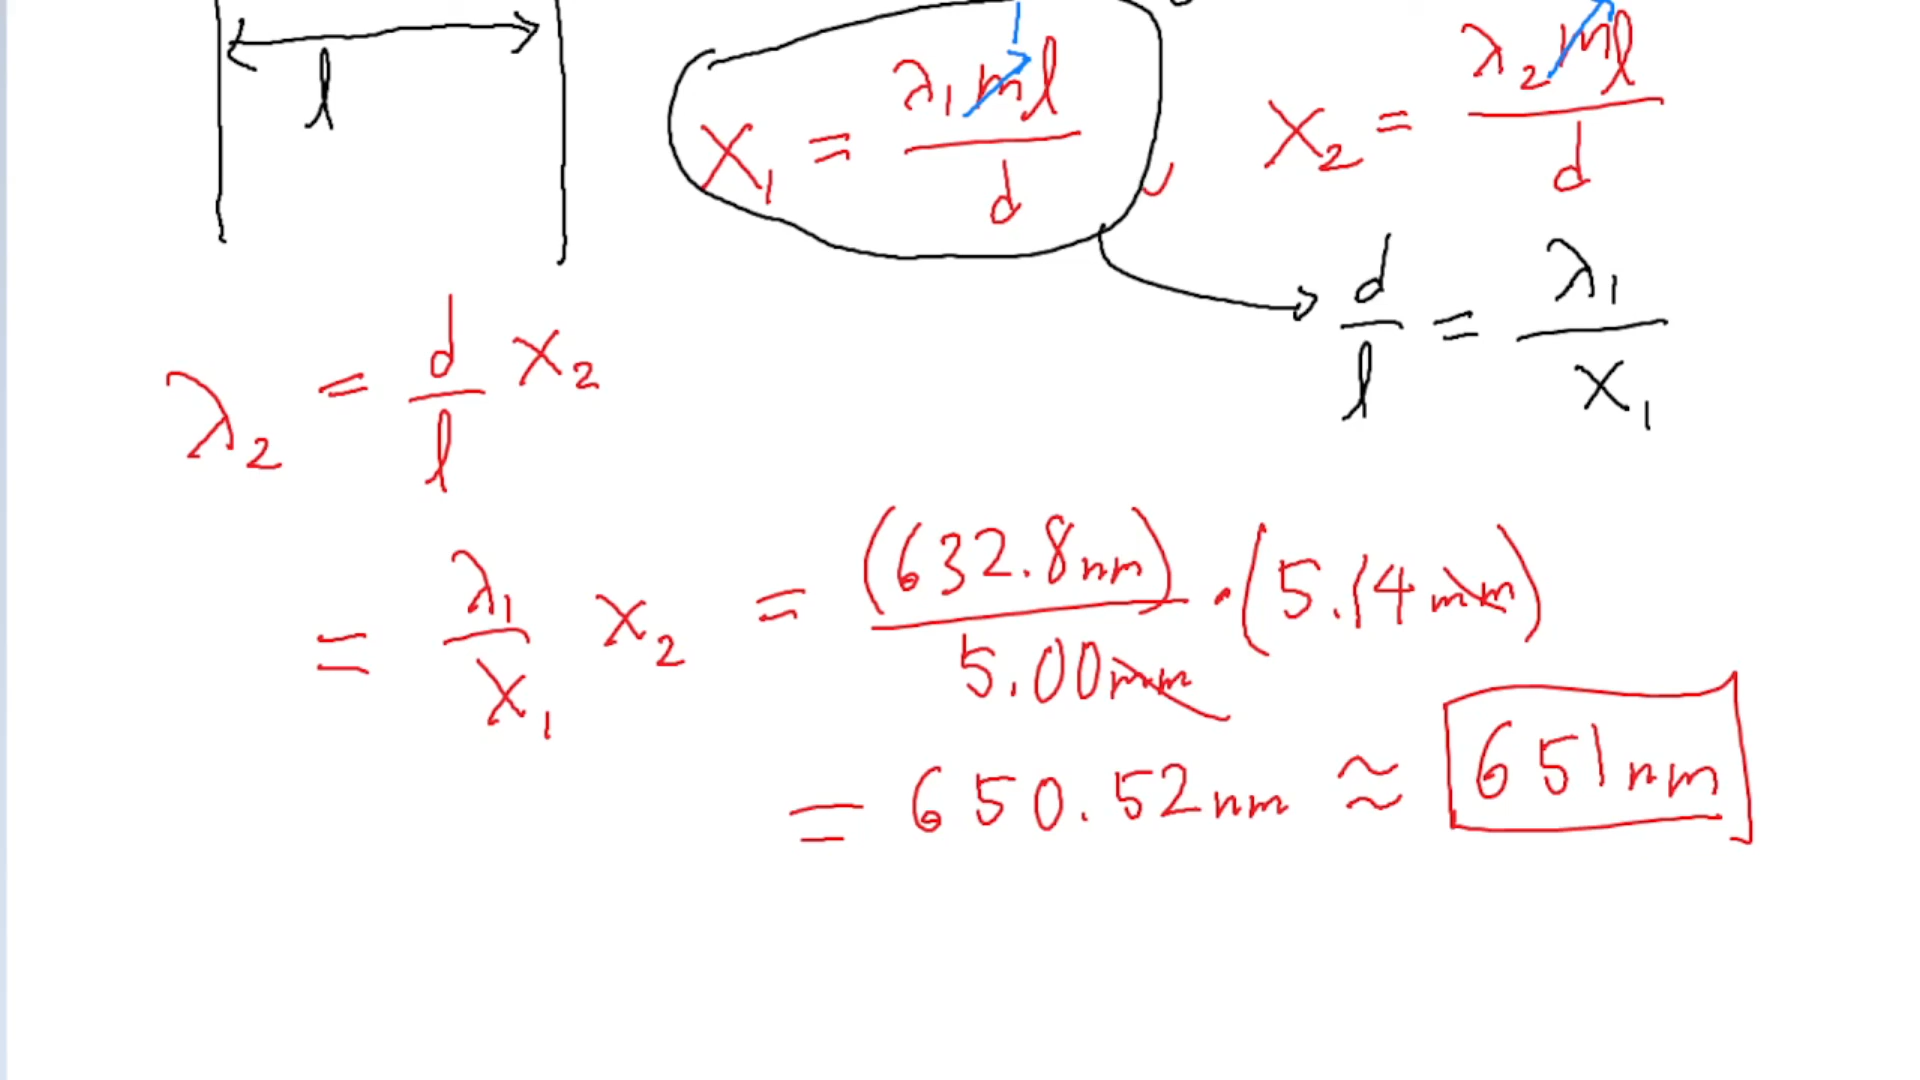 l
x₁ = λ₁ml / d
1
x₂ = λ₂ml / d
d / l = λ₁ / x₁
λ₂ = d / l x₂
= λ₁ / x₁ x₂ = (632.8nm) / 5.00mm · (5.14mm)
= 650.52nm ≈ 651nm